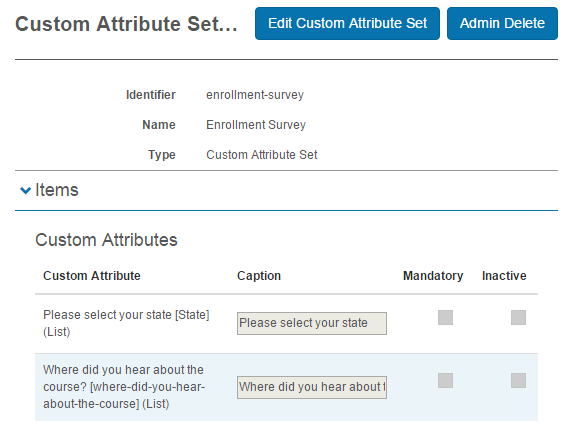 Custom Attribute Set...
Edit Custom Attribute Set
Admin Delete
Identifier enrollment-survey
Name Enrollment Survey
Type Custom Attribute Set
Items
Custom Attributes
Custom Attribute Caption Mandatory Inactive
Please select your state [State]
(List)
Please select your state
Where did you hear about the
course? [where-did-you-hear-
about-the-course] (List)
Where did you hear about t